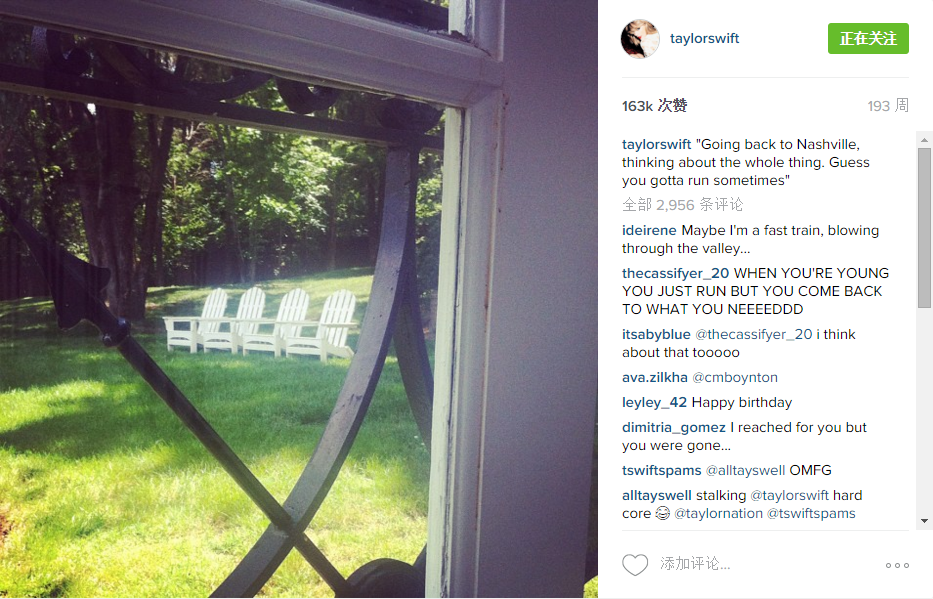 taylorswift
正在关注
163k 次赞
193 周
taylorswift "Going back to Nashville,
thinking about the whole thing. Guess
you gotta run sometimes"
全部 2,956 条评论
ideirene Maybe I'm a fast train, blowing
through the valley...
thecassifyer_20 WHEN YOU'RE YOUNG
YOU JUST RUN BUT YOU COME BACK
TO WHAT YOU NEEEEDDD
itsabyblue @thecassifyer_20 i think
about that tooooo
ava.zilkha @cmboynton
leyley_42 Happy birthday
dimitria_gomez I reached for you but
you were gone...
tswiftspams @alltayswell OMFG
alltayswell stalking @taylorswift hard
core 😂 @taylornation @tswiftspams
添加评论...